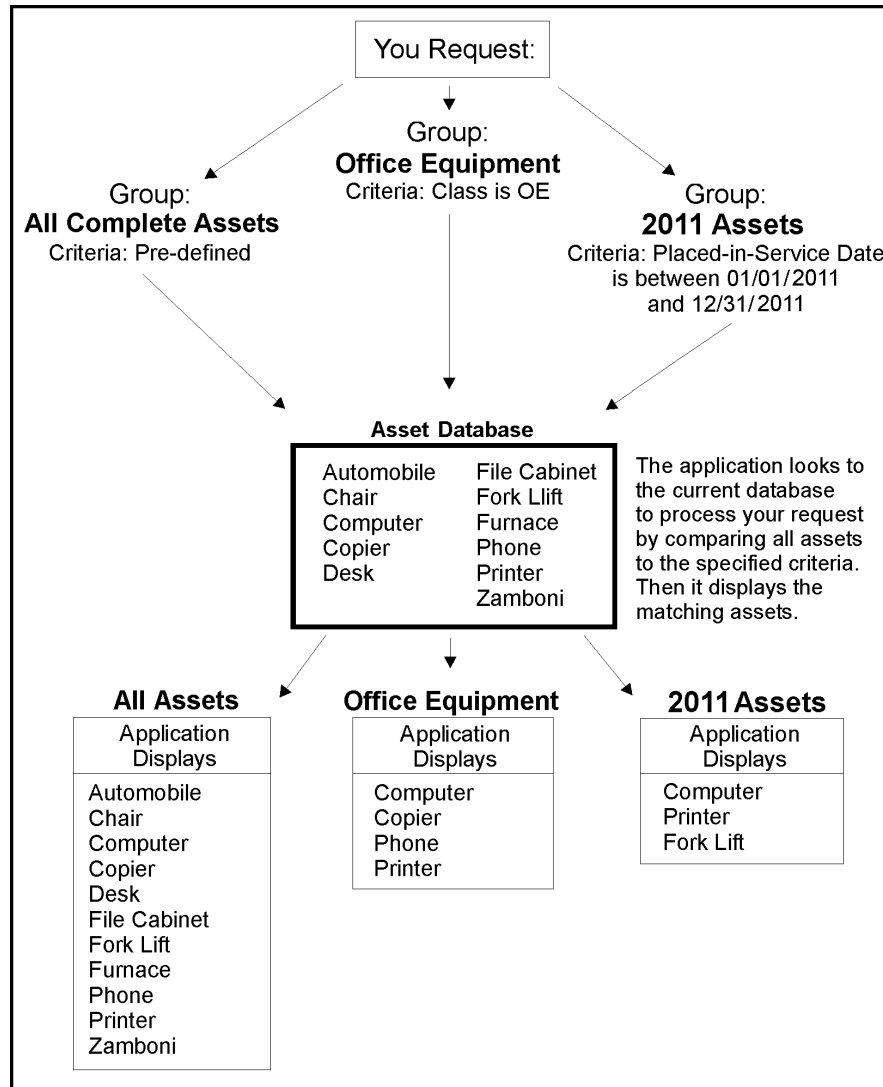 You Request:
Group:
Office Equipment
Criteria: Class is OE
Group:
All Complete Assets
Criteria: Pre-defined
Group:
2011 Assets
Criteria: Placed-in-Service Date
is between 01/01/2011
and 12/31/2011
Asset Database
Automobile
Chair
Computer
Copier
Desk
File Cabinet
Fork Llift
Furnace
Phone
Printer
Zamboni
The application looks to
the current database
to process your request
by comparing all assets
to the specified criteria.
Then it displays the
matching assets.
All Assets
Application
Displays
Automobile
Chair
Computer
Copier
Desk
File Cabinet
Fork Lift
Furnace
Phone
Printer
Zamboni
Office Equipment
Application
Displays
Computer
Copier
Phone
Printer
2011 Assets
Application
Displays
Computer
Printer
Fork Lift